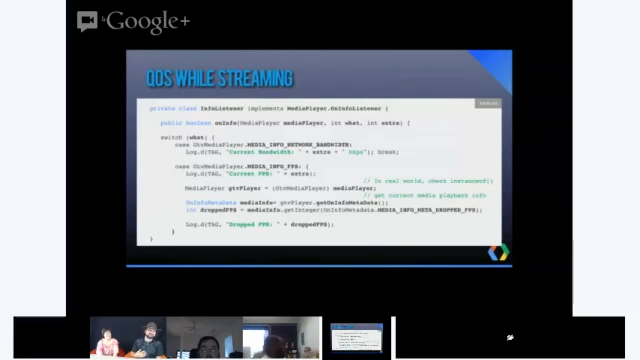 Google+
QOS WHILE STREAMING
private class InfoListener implements MediaPlayer.OnInfoListener {
public boolean onInfo(MediaPlayer mediaPlayer, int what, int extra) {
switch (what) {
case GtvMediaPlayer.MEDIA_INFO_NETWORK_BANDWIDTH:
Log.d(TAG, "Current Bandwidth: " + extra + " kbps"); break;
case GtvMediaPlayer.MEDIA_INFO_FPS: {
Log.d(TAG, "Current FPS: " + extra);
// In real world, check instanceof()
MediaPlayer gtvPlayer = (GtvMediaPlayer) mediaPlayer;
// get current media playback info
OnInfoMetaData mediaInfo= gtvPlayer.getOnInfoMetaData();
int droppedFPS = mediaInfo.getInteger(OnInfoMetadata.MEDIA_INFO_META_DROPPED_FPS);
Log.d(TAG, "Dropped FPS: " + droppedFPS);
}
}